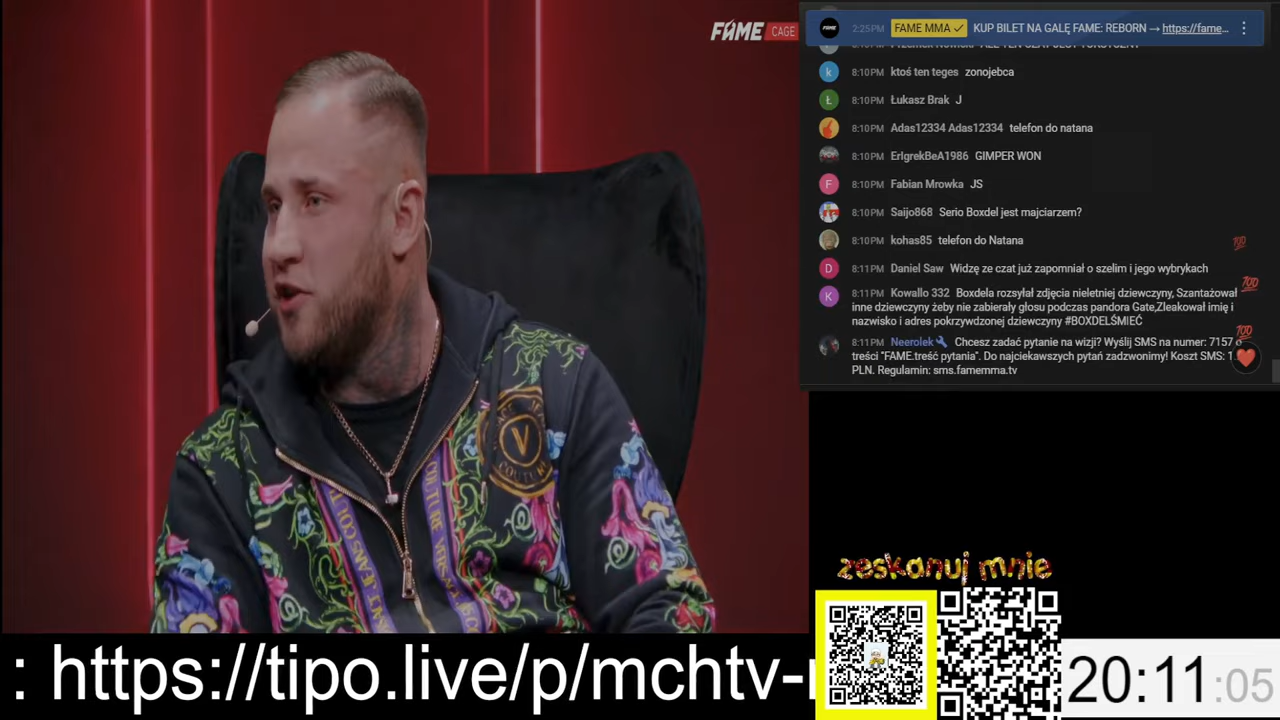 FAME CAGE
2:25PM FAME MMA KUP BILET NA GALĘ FAME: REBORN → https://fame...
8:10PM ktoś ten teges zonojebca
8:10PM Łukasz Brak J
8:10PM Adas12334 Adas12334 telefon do natana
8:10PM ErIgrekBeA1986 GIMPER WON
8:10PM Fabian Mrowka JS
8:10PM Saijo868 Serio Boxdel jest majciarzem?
8:10PM kohas85 telefon do Natana
8:11PM Daniel Saw Widzę ze czat już zapomniał o szelim i jego wybrykach
8:11PM Kowallo 332 Boxdela rozsyłał zdjęcia nieletniej dziewczyny, Szantażował
inne dziewczyny żeby nie zabierały głosu podczas pandora Gate,Zleakował imię i
nazwisko i adres pokrzywdzonej dziewczyny #BOXDELŚMIEĆ
8:11PM Neerolek Chcesz zadać pytanie na wizji? Wyślij SMS na numer: 7157 o
treści "FAME.treść pytania". Do najciekawszych pytań zadzwonimy! Koszt SMS: 1.
PLN. Regulamin: sms.famemma.tv
V
COUTURE
zeskanuj mnie
: https://tipo.live/p/mchtv-
20:11:05